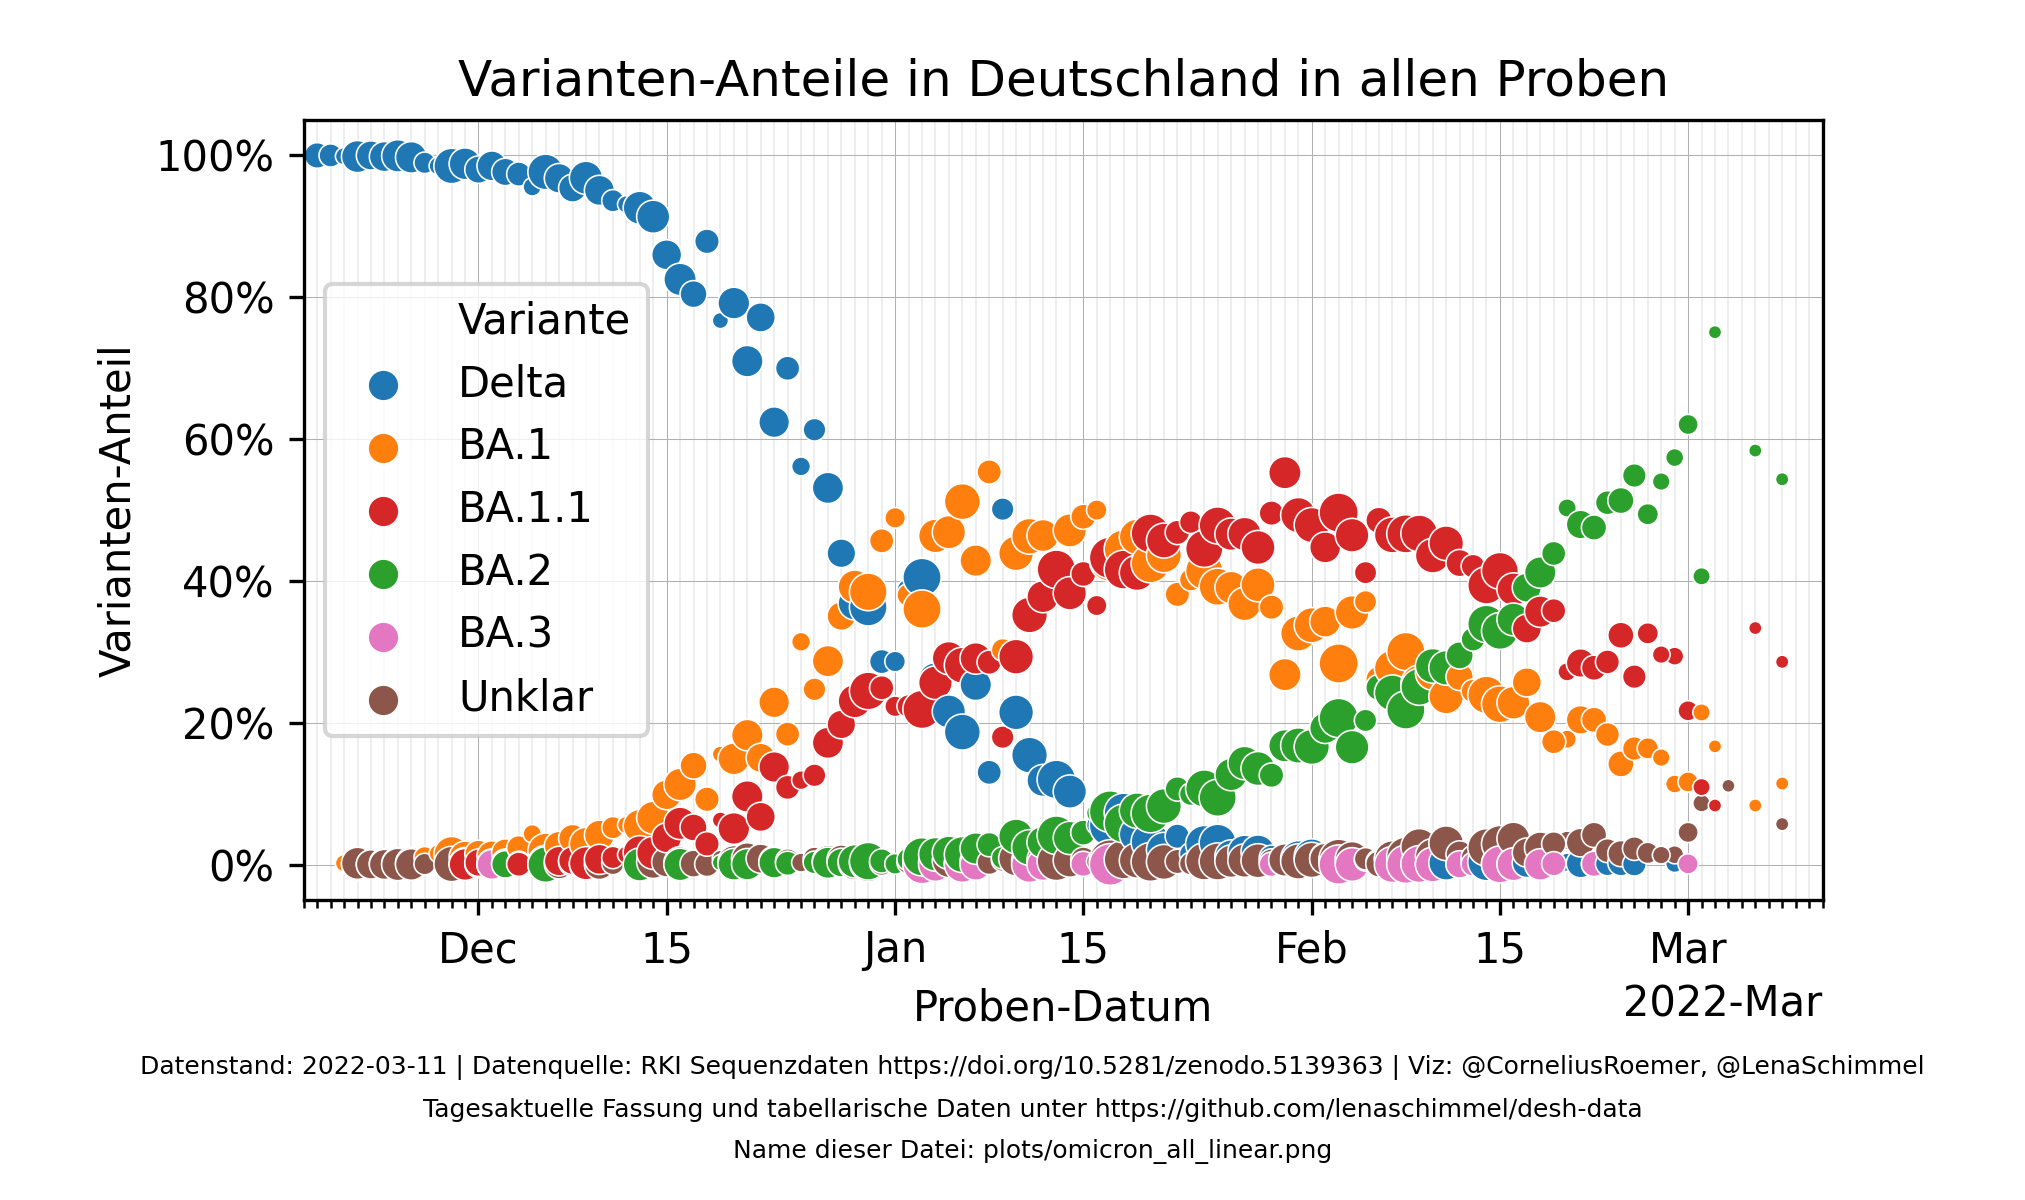 Varianten-Anteile in Deutschland in allen Proben
100%
80%
60%
40%
20%
0%
Varianten-Anteil
Variante
Delta
BA.1
BA.1.1
BA.2
BA.3
Unklar
Dec 15 Jan 15 Feb 15 Mar
2022-Mar
Proben-Datum
Datenstand: 2022-03-11 | Datenquelle: RKI Sequenzdaten https://doi.org/10.5281/zenodo.5139363 | Viz: @CorneliusRoemer, @LenaSchimmel
Tagesaktuelle Fassung und tabellarische Daten unter https://github.com/lenaschimmel/desh-data
Name dieser Datei: plots/omicron_all_linear.png